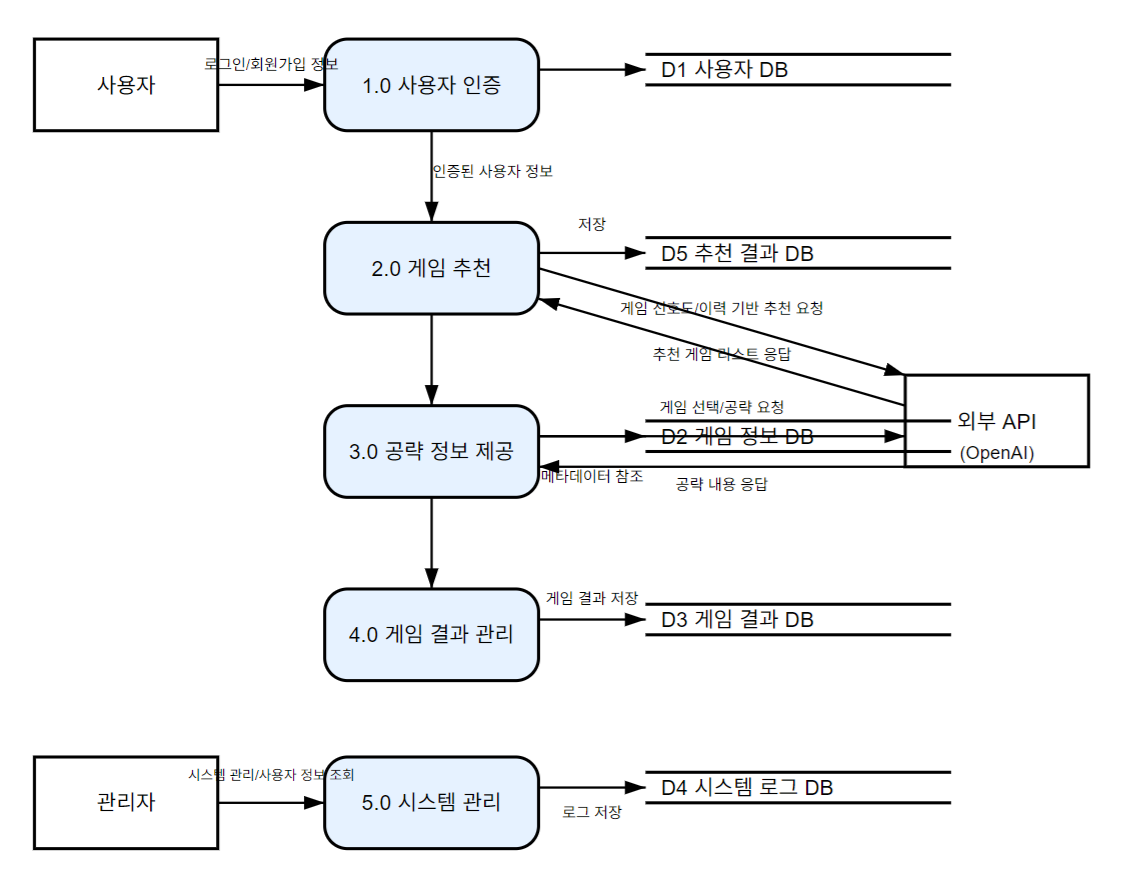 사용자
로그인/회원가입 정보
1.0 사용자 인증
D1 사용자 DB
인증된 사용자 정보
2.0 게임 추천
저장
D5 추천 결과 DB
게임 선호도/이력 기반 추천 요청
추천 게임 리스트 응답
3.0 공략 정보 제공
게임 선택/공략 요청
D2 게임 정보 DB
외부 API
(OpenAI)
메타데이터 참조
공략 내용 응답
4.0 게임 결과 관리
게임 결과 저장
D3 게임 결과 DB
관리자
시스템 관리/사용자 정보 조회
5.0 시스템 관리
D4 시스템 로그 DB
로그 저장